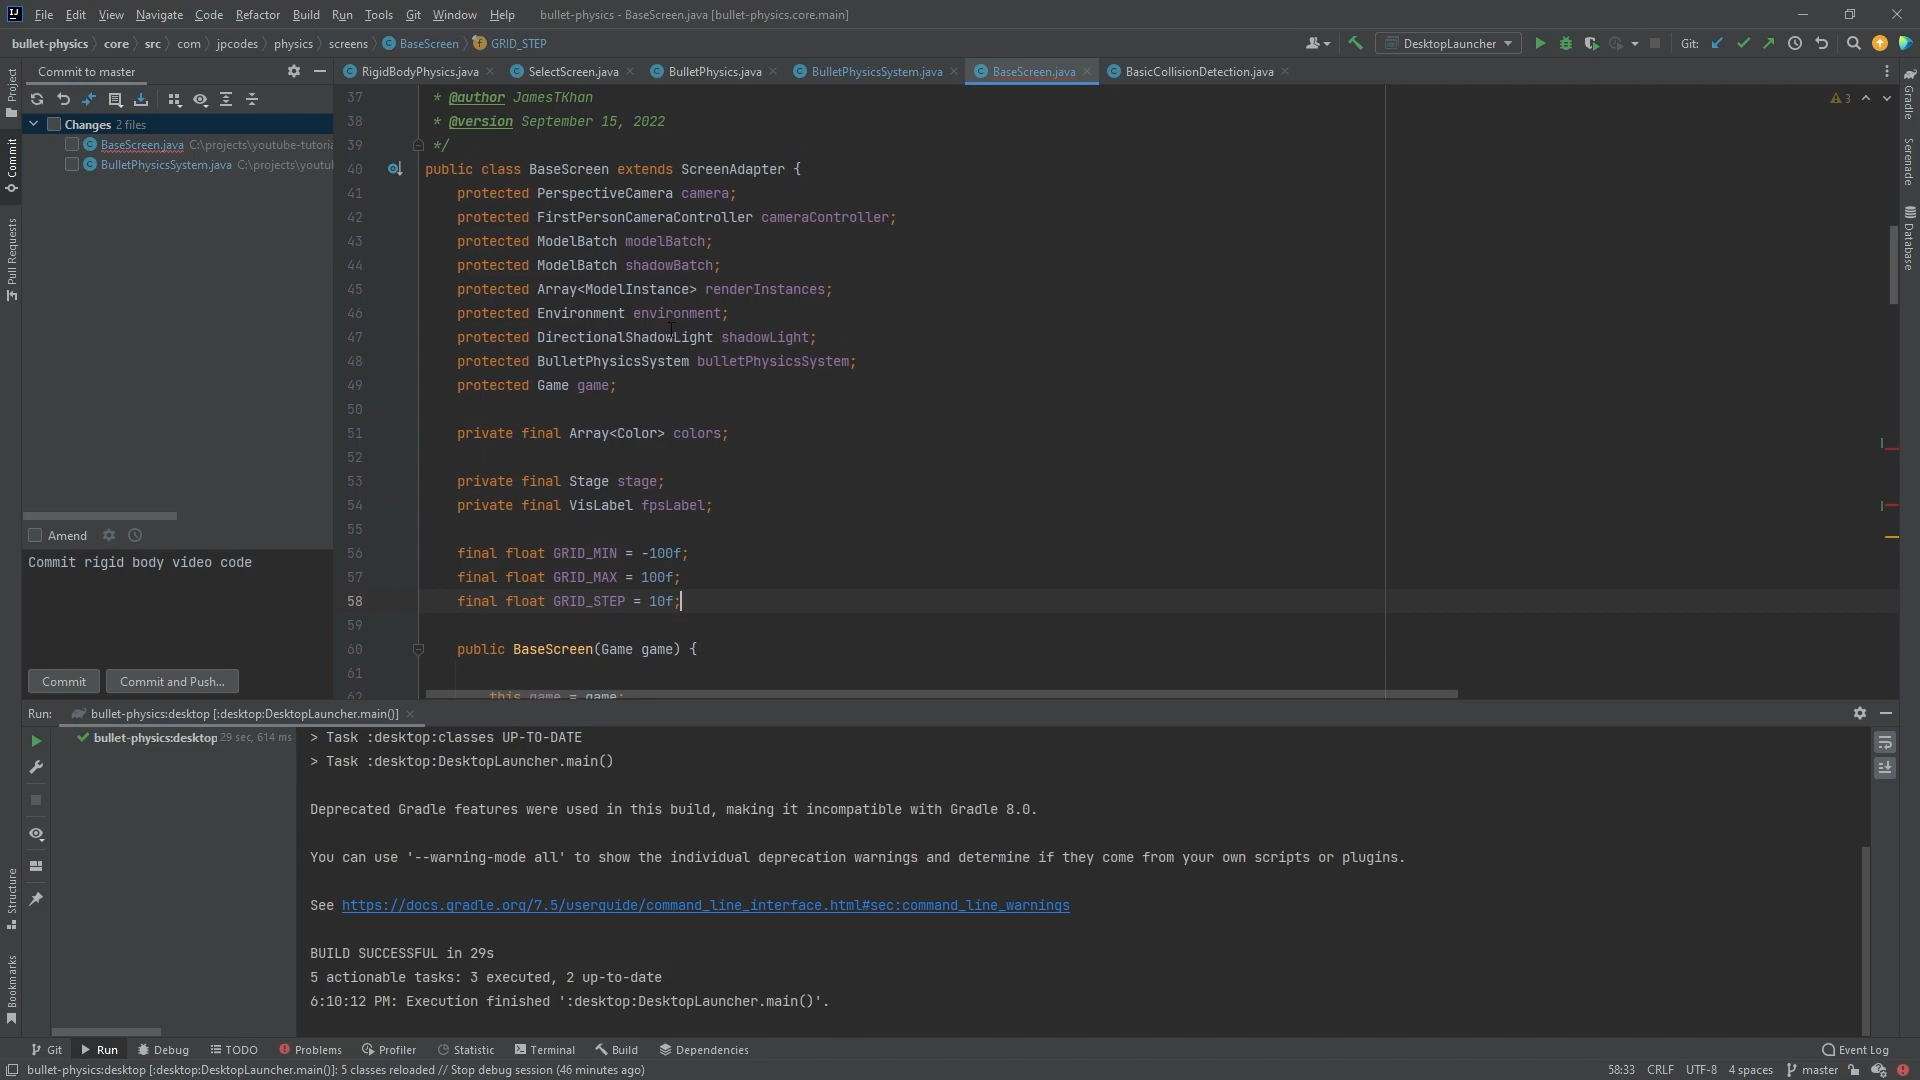 File Edit View Navigate Code Refactor Build Run Tools Git Window Help bullet-physics - BaseScreen.java [bullet-physics.core.main]
bullet-physics core src com jpcodes physics screens BaseScreen GRID_STEP DesktopLauncher Git:
Commit to master RigidBodyPhysics.java SelectScreen.java BulletPhysics.java BulletPhysicsSystem.java BaseScreen.java BasicCollisionDetection.java
Project
Commit
Pull Requests
Structure
Bookmarks
Gradle
Serenade
Database
Changes 2 files
BaseScreen.java C:\projects\youtube-tutoria
BulletPhysicsSystem.java C:\projects\youtu
Amend
Commit rigid body video code
Commit Commit and Push...
3
37 * @author JamesTKhan
38 * @version September 15, 2022
39 */
40 public class BaseScreen extends ScreenAdapter {
41 protected PerspectiveCamera camera;
42 protected FirstPersonCameraController cameraController;
43 protected ModelBatch modelBatch;
44 protected ModelBatch shadowBatch;
45 protected Array<ModelInstance> renderInstances;
46 protected Environment environment;
47 protected DirectionalShadowLight shadowLight;
48 protected BulletPhysicsSystem bulletPhysicsSystem;
49 protected Game game;
50
51 private final Array<Color> colors;
52
53 private final Stage stage;
54 private final VisLabel fpsLabel;
55
56 final float GRID_MIN = -100f;
57 final float GRID_MAX = 100f;
58 final float GRID_STEP = 10f;
59
60 public BaseScreen(Game game) {
61
62 this game = game;
Run: bullet-physics:desktop [:desktop:DesktopLauncher.main()]
bullet-physics:desktop 29 sec, 614 ms
> Task :desktop:classes UP-TO-DATE
> Task :desktop:DesktopLauncher.main()
Deprecated Gradle features were used in this build, making it incompatible with Gradle 8.0.
You can use '--warning-mode all' to show the individual deprecation warnings and determine if they come from your own scripts or plugins.
See https://docs.gradle.org/7.5/userguide/command_line_interface.html#sec:command_line_warnings
BUILD SUCCESSFUL in 29s
5 actionable tasks: 3 executed, 2 up-to-date
6:10:12 PM: Execution finished ':desktop:DesktopLauncher.main()'.
Git Run Debug TODO Problems Profiler Statistic Terminal Build Dependencies Event Log
bullet-physics:desktop [:desktop:DesktopLauncher.main()]: 5 classes reloaded // Stop debug session (46 minutes ago) 58:33 CRLF UTF-8 4 spaces master